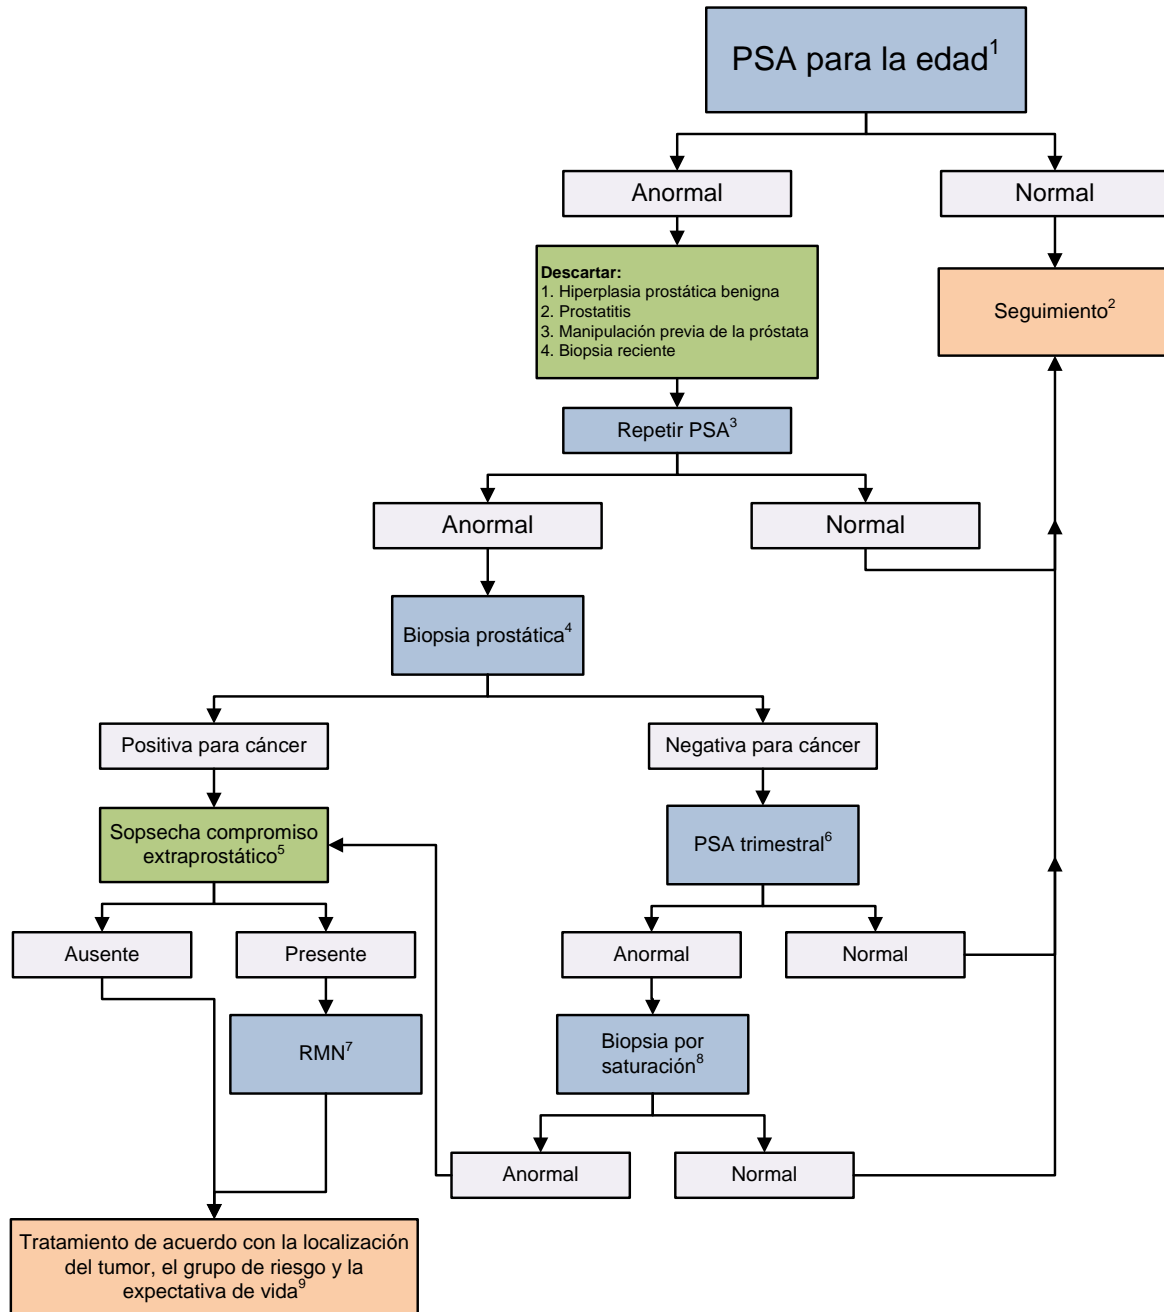 PSA para la edad1
Anormal
Normal
Descartar:
1. Hiperplasia prostática benigna
2. Prostatitis
3. Manipulación previa de la próstata
4. Biopsia reciente
Seguimiento2
Repetir PSA3
Anormal
Normal
Biopsia prostática4
Positiva para cáncer
Negativa para cáncer
Sopsecha compromiso
extraprostático5
PSA trimestral6
Ausente
Presente
Anormal
Normal
RMN7
Biopsia por
saturación8
Anormal
Normal
Tratamiento de acuerdo con la localización
del tumor, el grupo de riesgo y la
expectativa de vida9